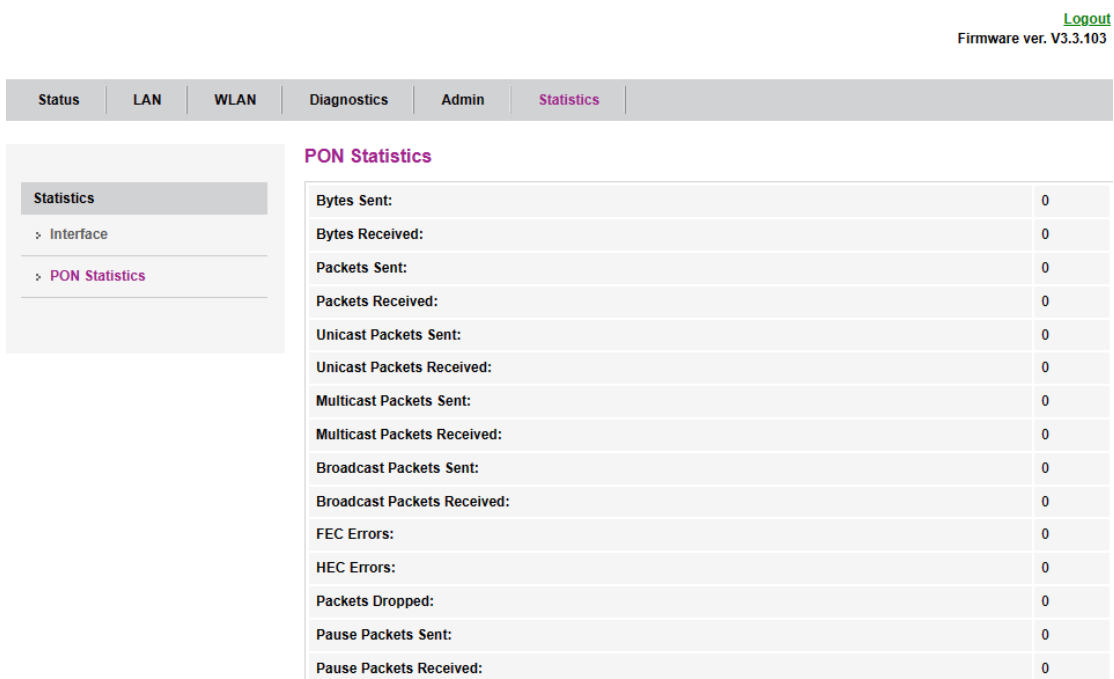 Logout
Firmware ver. V3.3.103
Status LAN WLAN Diagnostics Admin Statistics
Statistics
Interface
PON Statistics
PON Statistics
Bytes Sent: 0
Bytes Received: 0
Packets Sent: 0
Packets Received: 0
Unicast Packets Sent: 0
Unicast Packets Received: 0
Multicast Packets Sent: 0
Multicast Packets Received: 0
Broadcast Packets Sent: 0
Broadcast Packets Received: 0
FEC Errors: 0
HEC Errors: 0
Packets Dropped: 0
Pause Packets Sent: 0
Pause Packets Received: 0